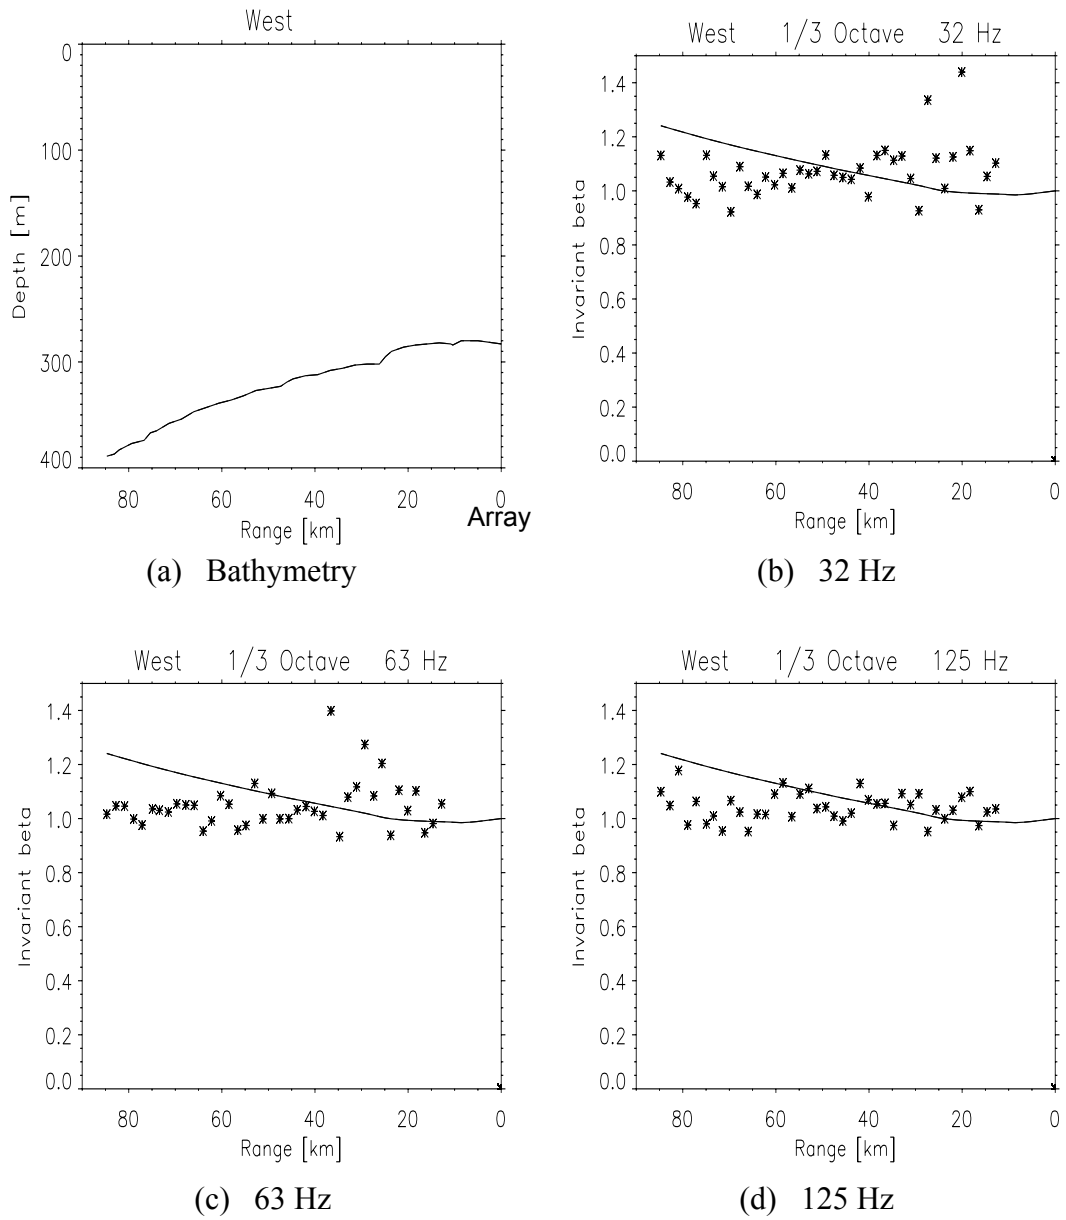 West
0
100
200
300
400
Depth [m]
80 60 40 20 0
Array
Range [km]
(a) Bathymetry
West 1/3 Octave 32 Hz
1.4
1.2
1.0
0.8
0.6
0.4
0.2
0.0
Invariant beta
80 60 40 20 0
Range [km]
(b) 32 Hz
West 1/3 Octave 63 Hz
1.4
1.2
1.0
0.8
0.6
0.4
0.2
0.0
Invariant beta
80 60 40 20 0
Range [km]
(c) 63 Hz
West 1/3 Octave 125 Hz
1.4
1.2
1.0
0.8
0.6
0.4
0.2
0.0
Invariant beta
80 60 40 20 0
Range [km]
(d) 125 Hz